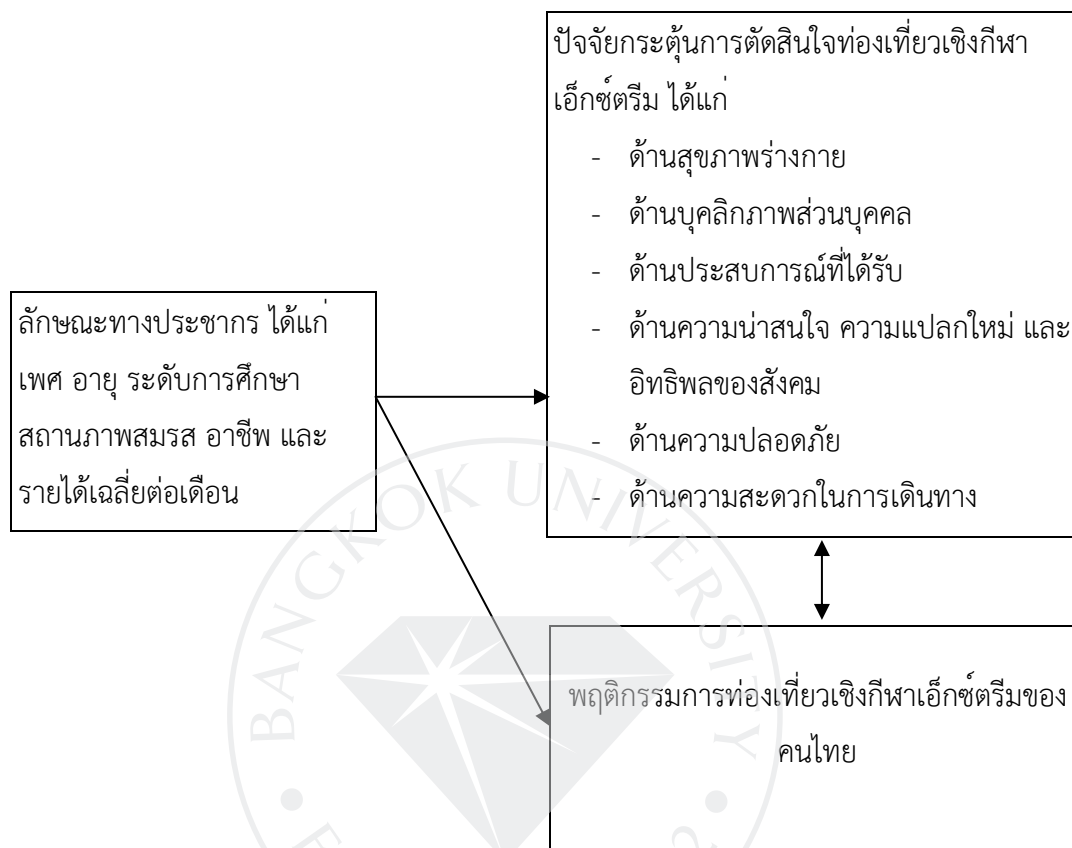 ปัจจัยกระตุ้นการตัดสินใจท่องเที่ยวเชิงกีฬา
เอ็กซ์ตรีม ได้แก่
- ด้านสุขภาพร่างกาย
- ด้านบุคลิกภาพส่วนบุคคล
- ด้านประสบการณ์ที่ได้รับ
- ด้านความน่าสนใจ ความแปลกใหม่ และ
อิทธิพลของสังคม
- ด้านความปลอดภัย
- ด้านความสะดวกในการเดินทาง
ลักษณะทางประชากร ได้แก่
เพศ อายุ ระดับการศึกษา
สถานภาพสมรส อาชีพ และ
รายได้เฉลี่ยต่อเดือน
พฤติกรรมการท่องเที่ยวเชิงกีฬาเอ็กซ์ตรีมของ
คนไทย
BANGKOK UNIVERSITY